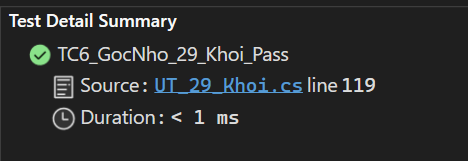 Test Detail Summary
TC6_GocNho_29_Khoi_Pass
Source: UT_29_Khoi.cs line 119
Duration: < 1 ms